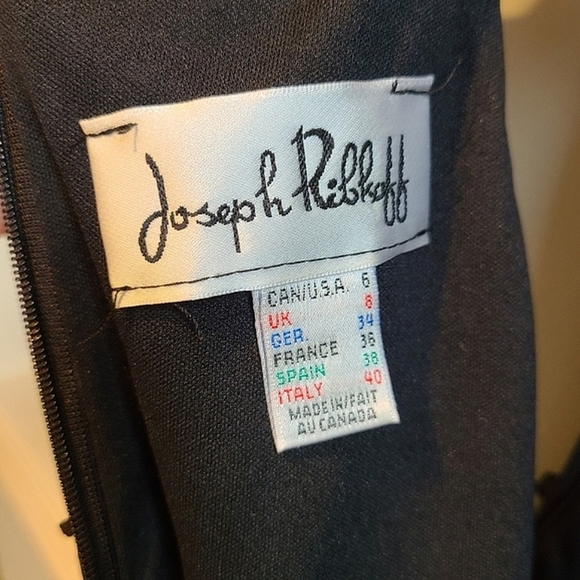 Joseph Ribkoff
CAN/U.S.A. 6
UK 8
GER. 34
FRANCE 36
SPAIN 38
ITALY 40
MADE IN/FAIT
AU CANADA